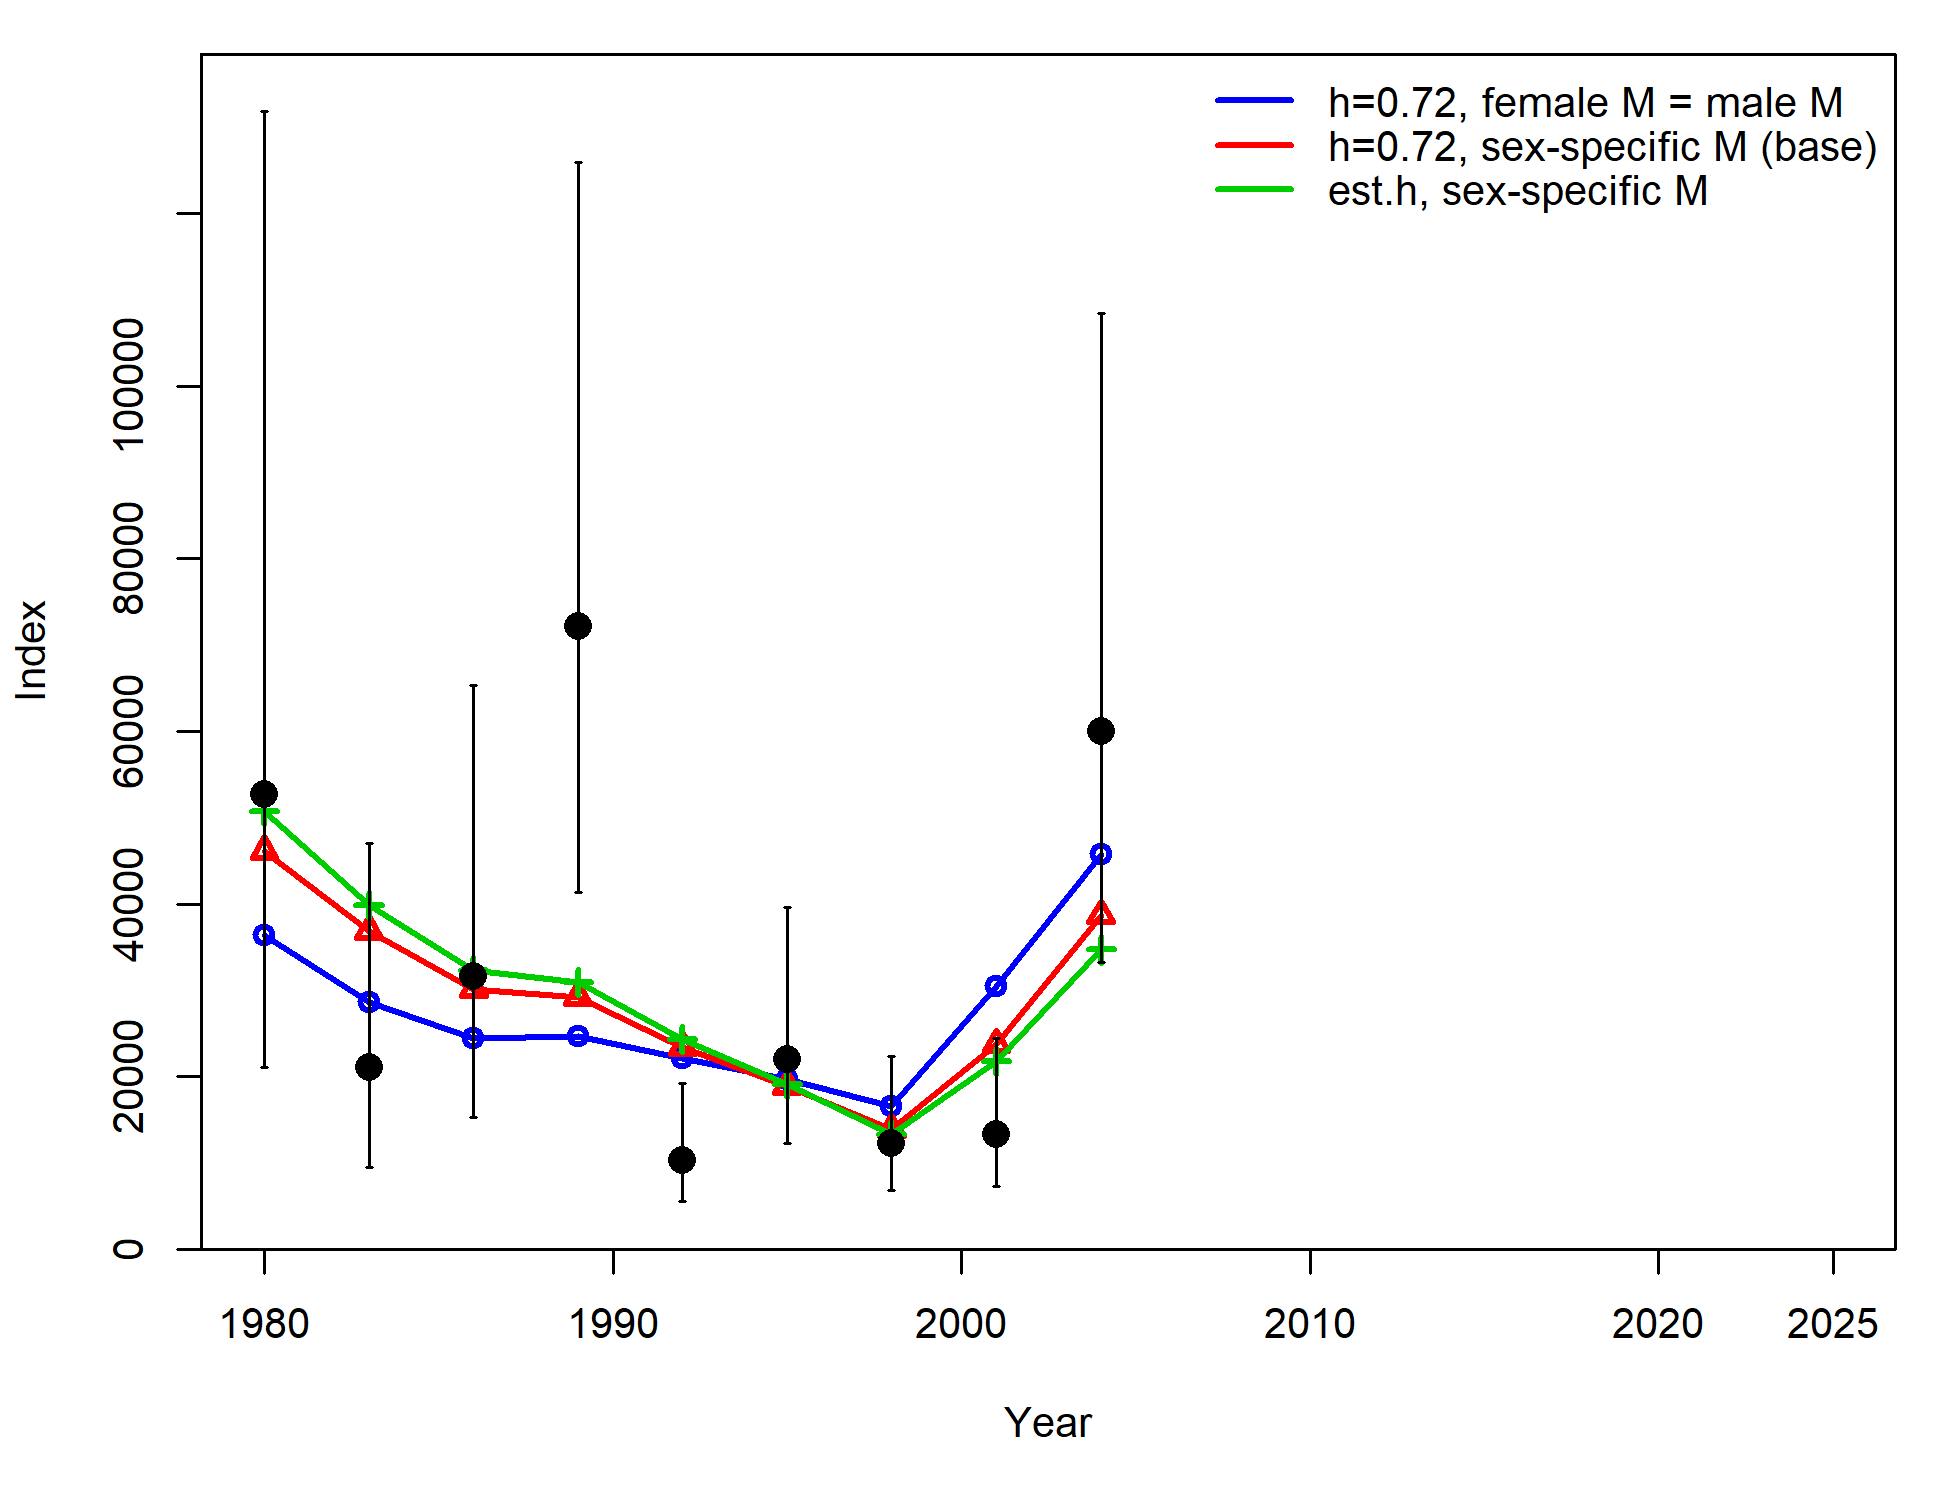 h=0.72, female M = male M
h=0.72, sex-specific M (base)
est.h, sex-specific M
Index
100000
80000
60000
40000
20000
0
1980 1990 2000 2010 2020 2025
Year